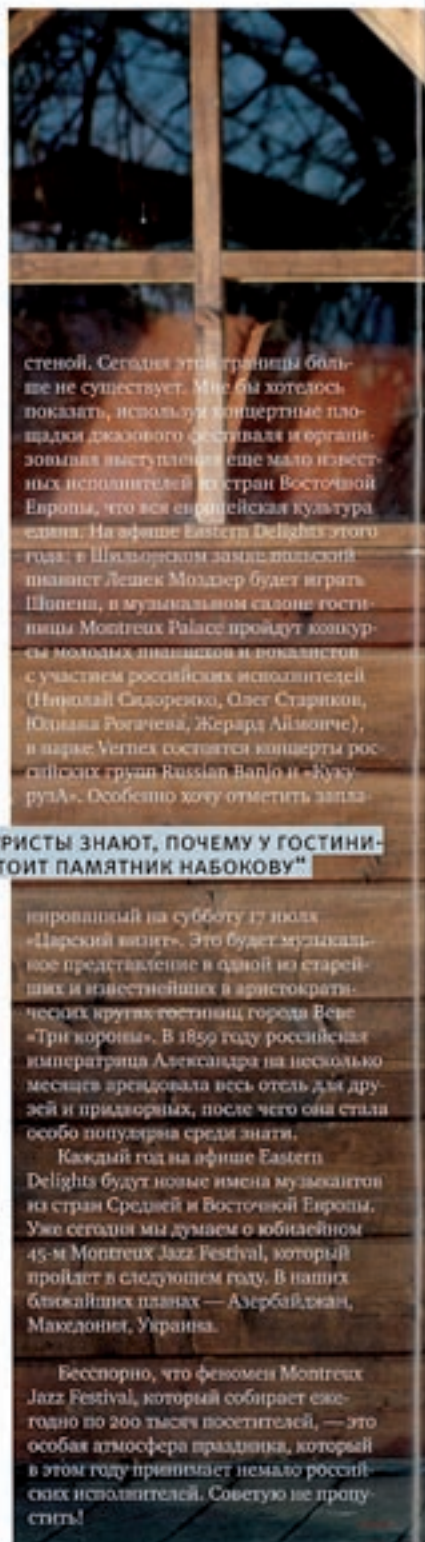 стеной. Сегодня этой границы боль-
ше не существует. Мне бы хотелось
показать, используя концертные пло-
щадки джазового фестиваля и органи-
зовывая выступления еще мало извест-
ных исполнителей из стран Восточной
Европы, что вся европейская культура
едина. На афише Eastern Delights этого
года: в Шильонском замке польский
пианист Лешек Моздзер будет играть
Шопена, в музыкальном салоне гости-
ницы Montreux Palace пройдут конкур-
сы молодых пианистов и вокалистов
с участием российских исполнителей
(Николай Сидоренко, Олег Стариков,
Юлиана Рогачева, Жерард Аймонче),
в парке Vernex состоятся концерты рос-
сийских групп Russian Banjo и «Куку-
рузА». Особенно хочу отметить запла-
РИСТЫ ЗНАЮТ, ПОЧЕМУ У ГОСТИНИ-
ТОИТ ПАМЯТНИК НАБОКОВУ“
нированный на субботу 17 июля
«Царский визит». Это будет музыкаль-
ное представление в одной из старей-
ших и известнейших в аристократи-
ческих кругах гостиниц города Веве
«Три короны». В 1859 году российская
императрица Александра на несколько
месяцев арендовала весь отель для дру-
зей и придворных, после чего она стала
особо популярна среди знати.
Каждый год на афише Eastern
Delights будут новые имена музыкантов
из стран Средней и Восточной Европы.
Уже сегодня мы думаем о юбилейном
45-м Montreux Jazz Festival, который
пройдет в следующем году. В наших
ближайших планах — Азербайджан,
Македония, Украина.
Бесспорно, что феномен Montreux
Jazz Festival, который собирает еже-
годно по 200 тысяч посетителей, — это
особая атмосфера праздника, который
в этом году принимает немало россий-
ских исполнителей. Советую не пропу-
стить!